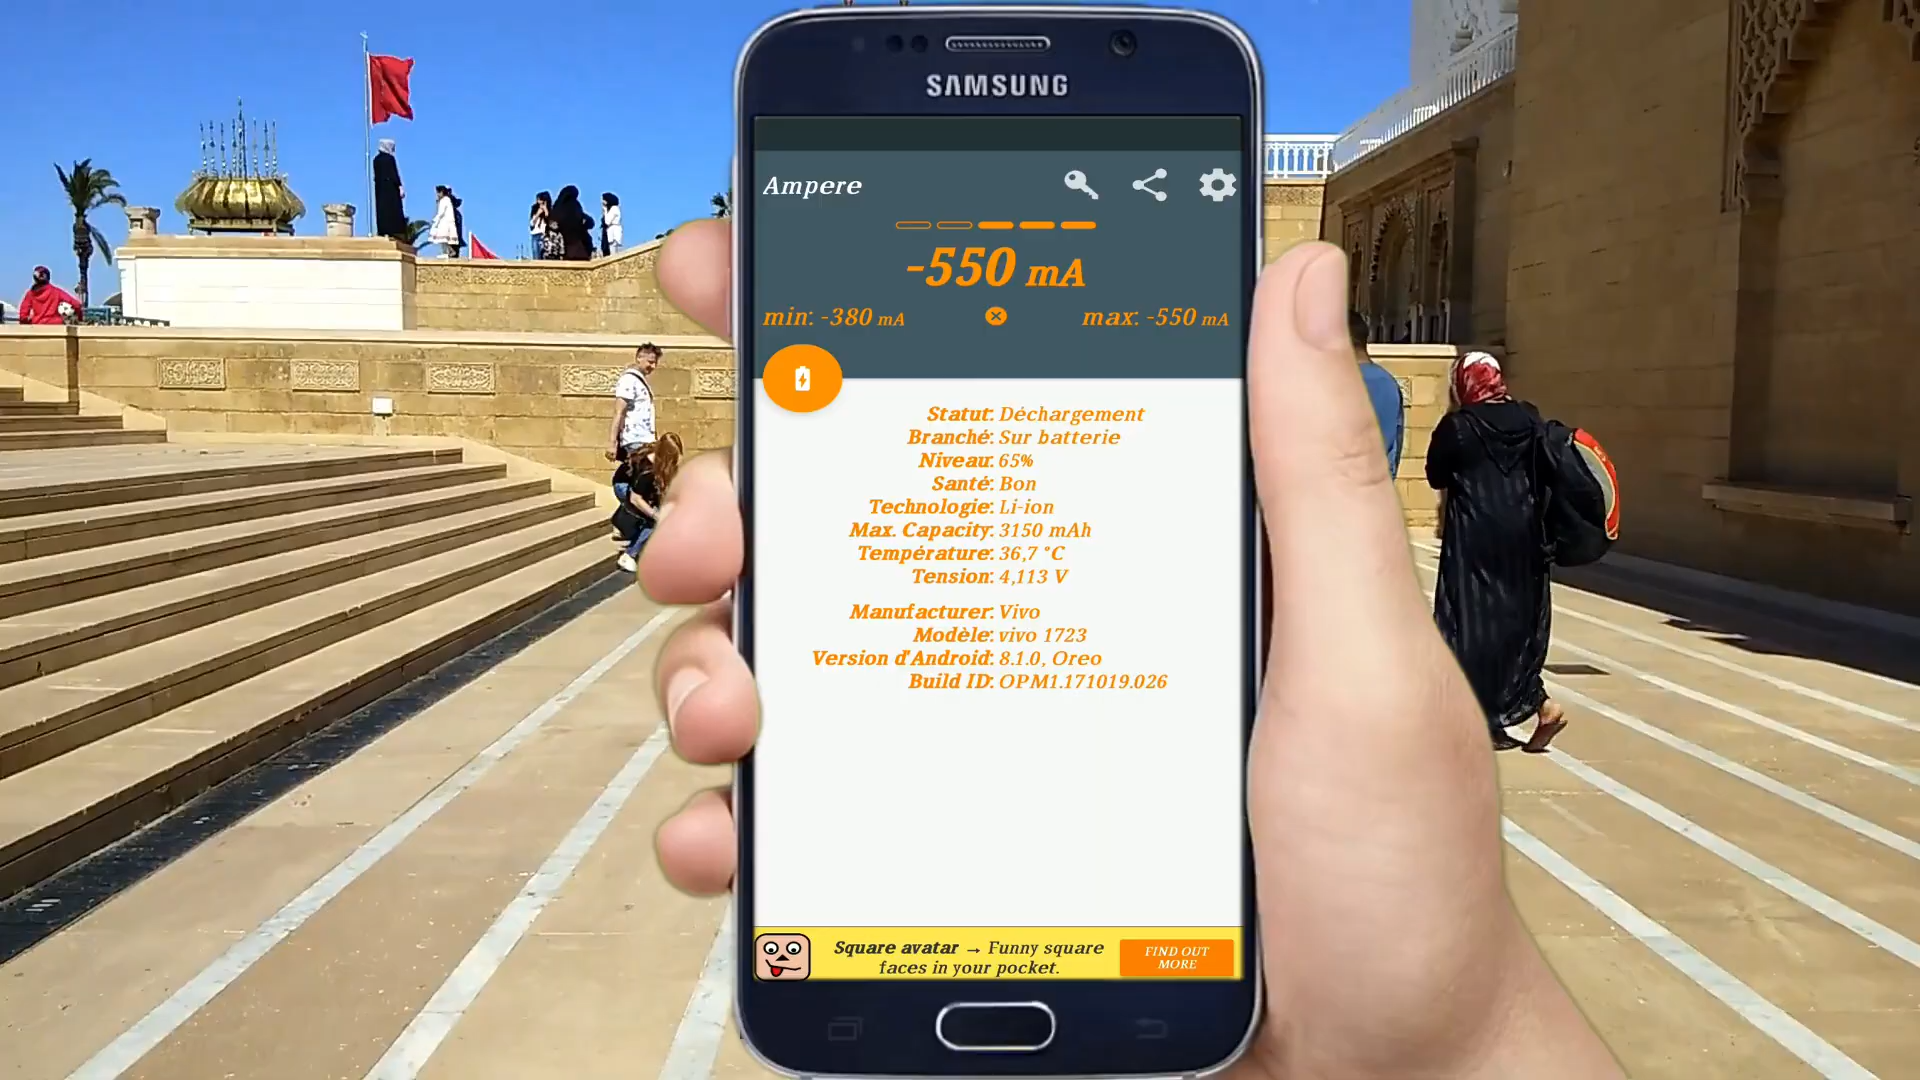 SAMSUNG
Ampere
-550 mA
min: -380 mA
max: -550 mA
Statut: Déchargement
Branché: Sur batterie
Niveau: 65%
Santé: Bon
Technologie: Li-ion
Max. Capacity: 3150 mAh
Température: 36,7 °C
Tension: 4,113 V
Manufacturer: Vivo
Modèle: vivo 1723
Version d'Android: 8.1.0, Oreo
Build ID: OPM1.171019.026
Square avatar → Funny square
faces in your pocket.
FIND OUT
MORE